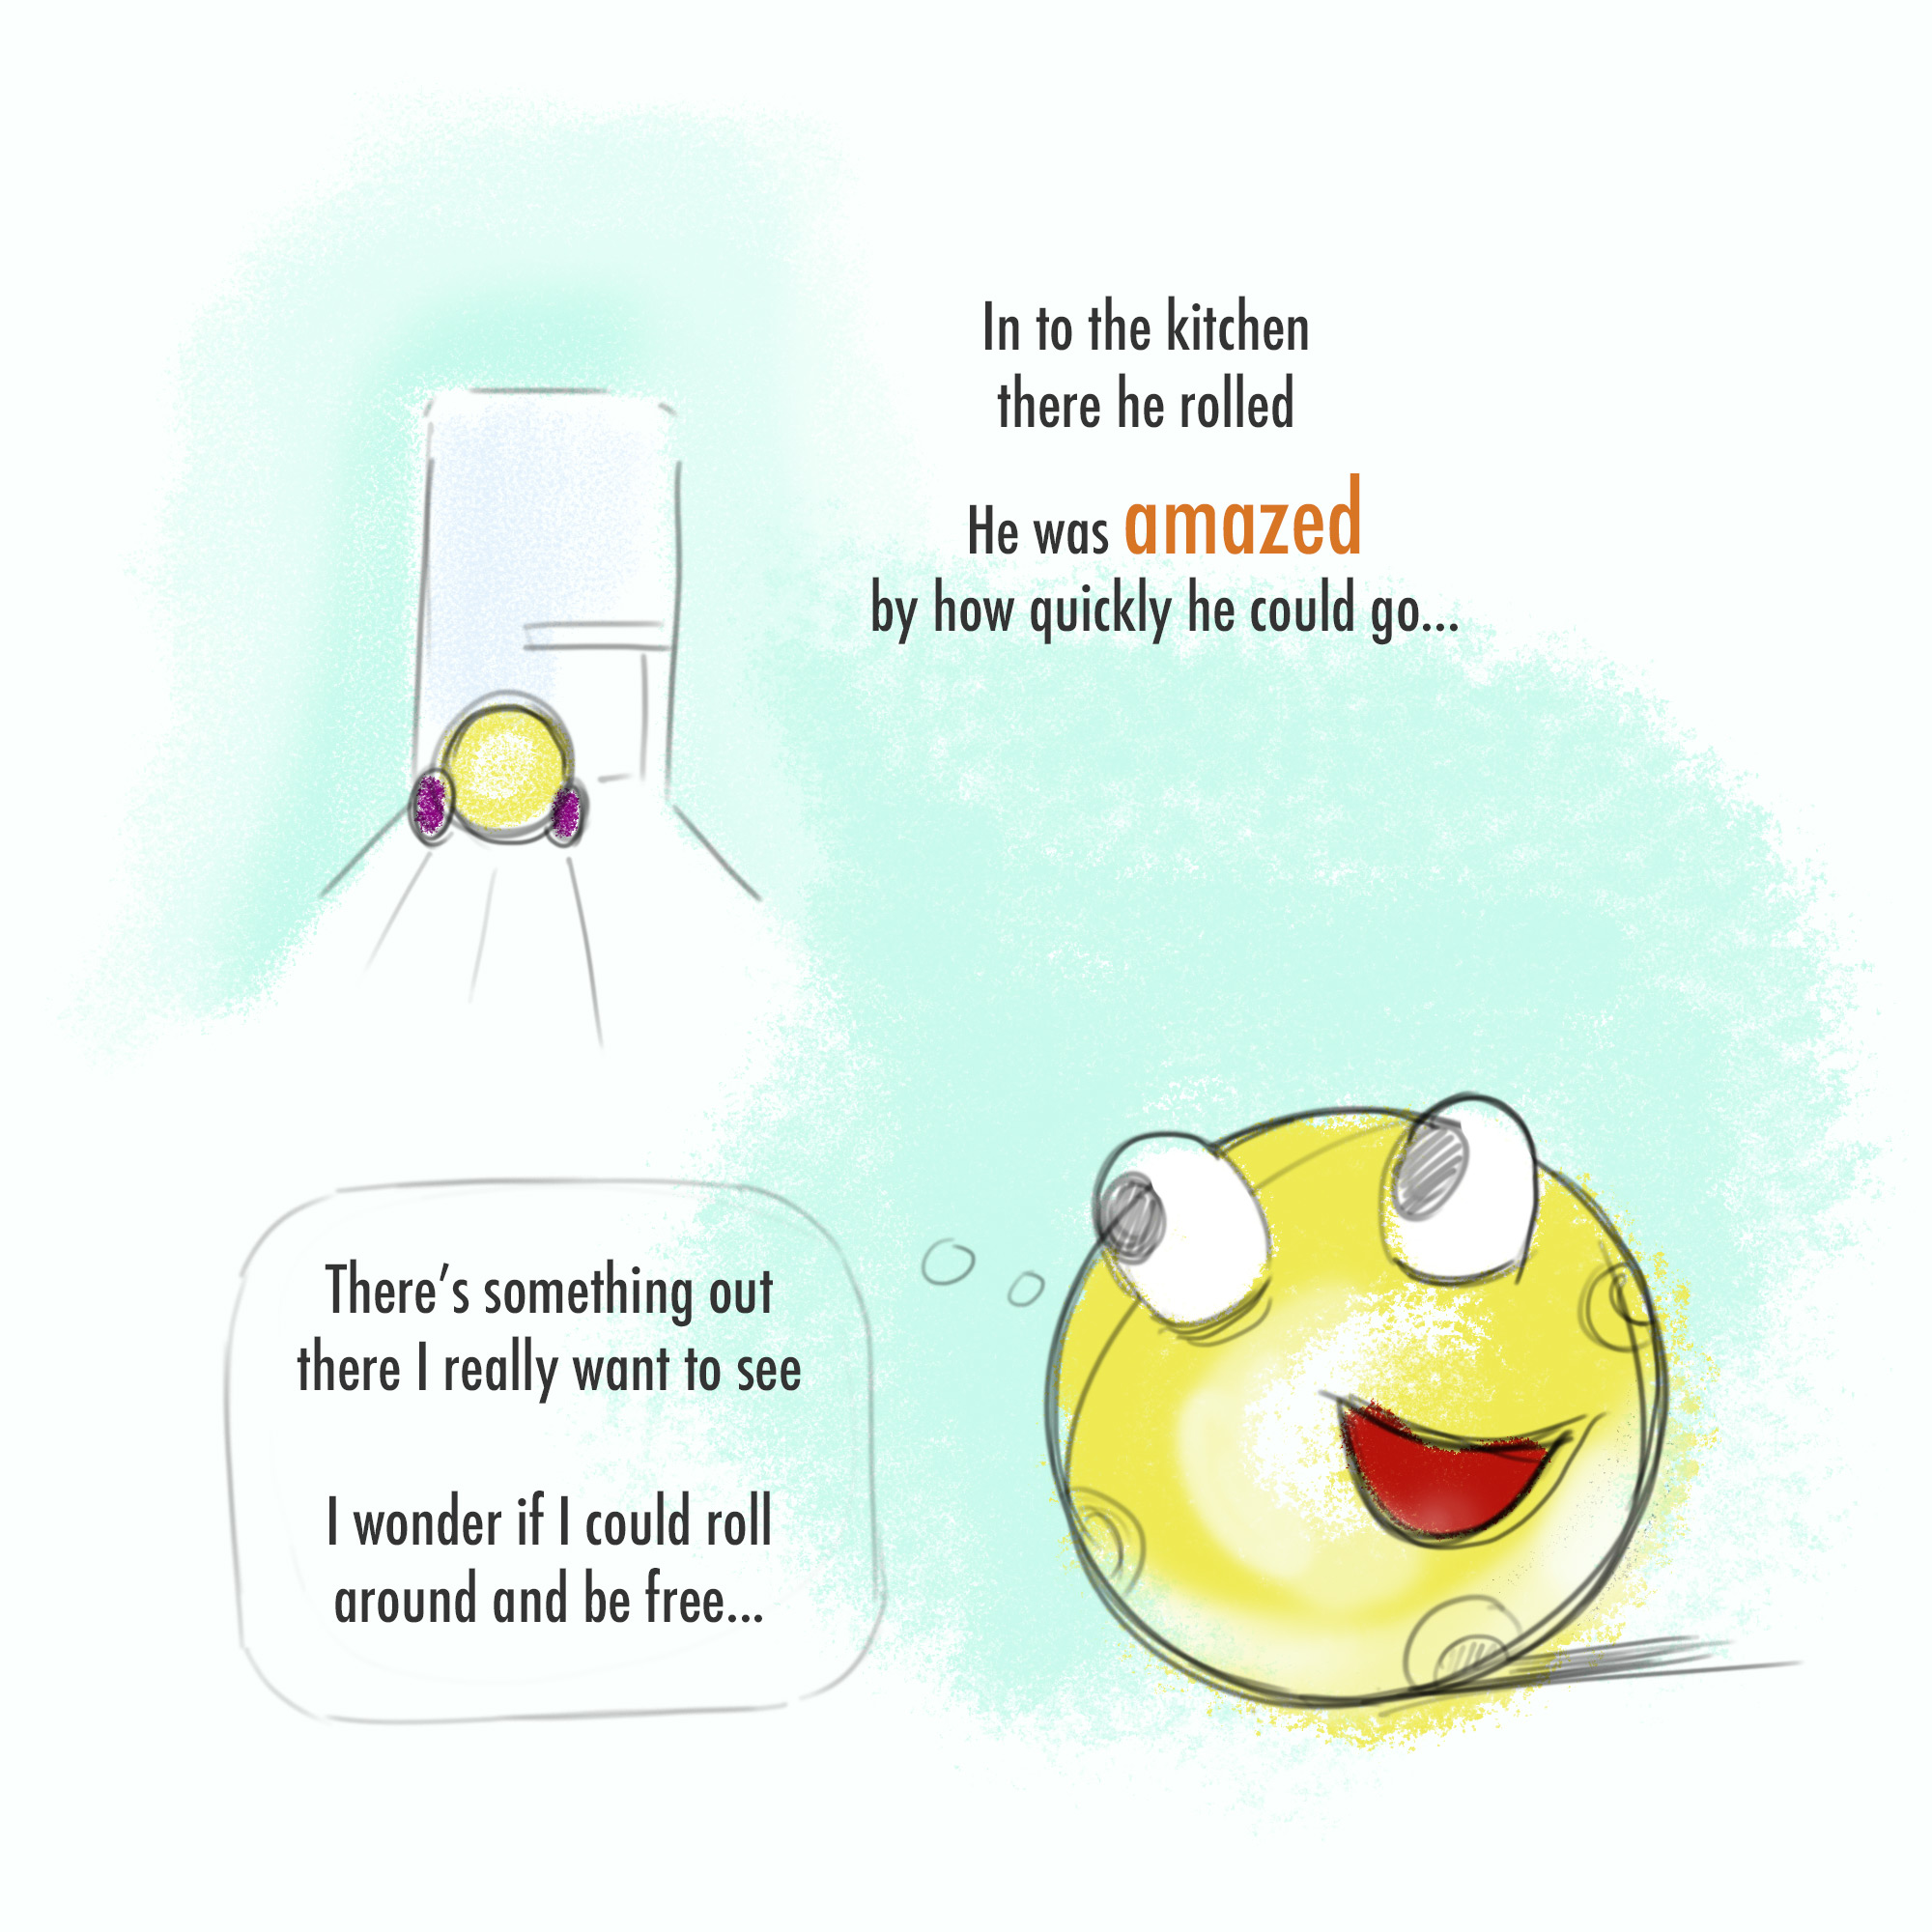 In to the kitchen
there he rolled
He was amazed
by how quickly he could go...
There's something out
there I really want to see
I wonder if I could roll
around and be free...